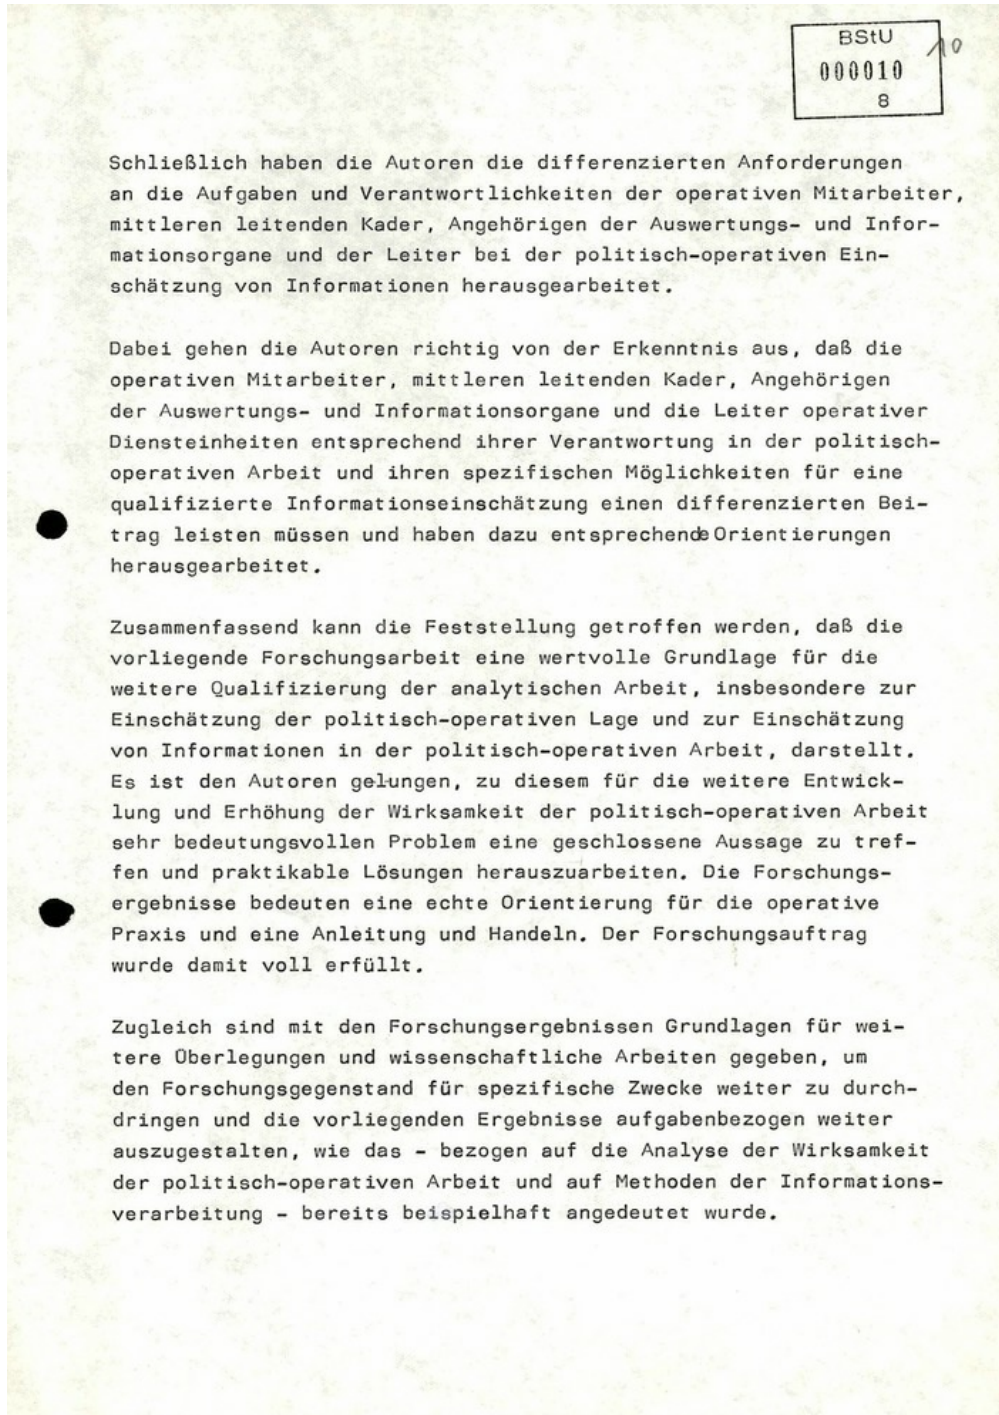 BStU
000010
8
10
Schließlich haben die Autoren die differenzierten Anforderungen
an die Aufgaben und Verantwortlichkeiten der operativen Mitarbeiter,
mittleren leitenden Kader, Angehörigen der Auswertungs- und Infor-
mationsorgane und der Leiter bei der politisch-operativen Ein-
schätzung von Informationen herausgearbeitet.
Dabei gehen die Autoren richtig von der Erkenntnis aus, daß die
operativen Mitarbeiter, mittleren leitenden Kader, Angehörigen
der Auswertungs- und Informationsorgane und die Leiter operativer
Diensteinheiten entsprechend ihrer Verantwortung in der politisch-
operativen Arbeit und ihren spezifischen Möglichkeiten für eine
qualifizierte Informationseinschätzung einen differenzierten Bei-
trag leisten müssen und haben dazu entsprechende Orientierungen
herausgearbeitet.
Zusammenfassend kann die Feststellung getroffen werden, daß die
vorliegende Forschungsarbeit eine wertvolle Grundlage für die
weitere Qualifizierung der analytischen Arbeit, insbesondere zur
Einschätzung der politisch-operativen Lage und zur Einschätzung
von Informationen in der politisch-operativen Arbeit, darstellt.
Es ist den Autoren gelungen, zu diesem für die weitere Entwick-
lung und Erhöhung der Wirksamkeit der politisch-operativen Arbeit
sehr bedeutungsvollen Problem eine geschlossene Aussage zu tref-
fen und praktikable Lösungen herauszuarbeiten. Die Forschungs-
ergebnisse bedeuten eine echte Orientierung für die operative
Praxis und eine Anleitung und Handeln. Der Forschungsauftrag
wurde damit voll erfüllt.
Zugleich sind mit den Forschungsergebnissen Grundlagen für wei-
tere Überlegungen und wissenschaftliche Arbeiten gegeben, um
den Forschungsgegenstand für spezifische Zwecke weiter zu durch-
dringen und die vorliegenden Ergebnisse aufgabenbezogen weiter
auszugestalten, wie das - bezogen auf die Analyse der Wirksamkeit
der politisch-operativen Arbeit und auf Methoden der Informations-
verarbeitung - bereits beispielhaft angedeutet wurde.